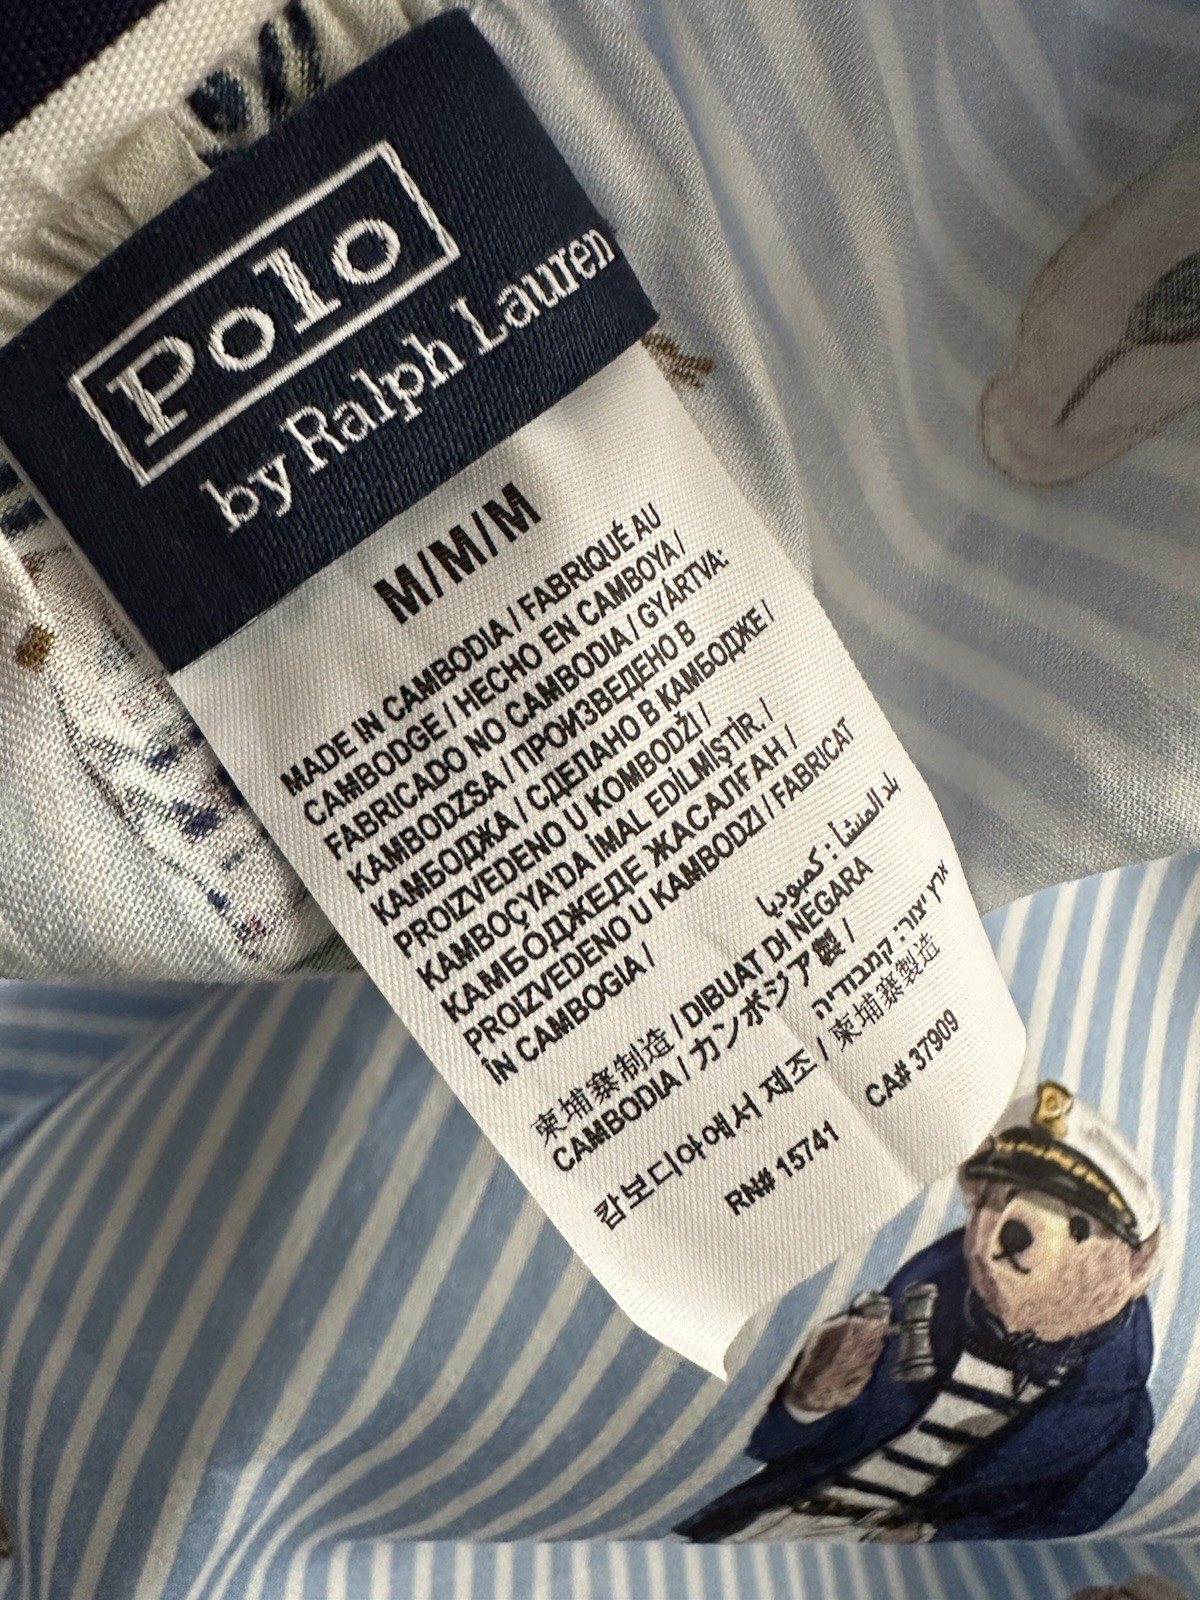 Polo
by Ralph Lauren
M/M/M
MADE IN CAMBODIA / FABRIQUÉ AU
CAMBODGE / HECHO EN CAMBOYA /
FABRICADO NO CAMBODIA / GYÁRTVA:
KAMBODZSA / ПРОИЗВЕДЕНО В
КАМБОДЖА / СДЕЛАНО В КАМБОДЖЕ /
PROIZVEDENO U KOMBODŽI /
KAMBOÇYA'DA İMAL EDİLMİŞTİR. /
КАМБОДЖЕДЕ ЖАСАЛҒАН /
PROIZVEDENO U KAMBODZI / FABRICAT
ÎN CAMBOGIA /
بلد المنشأ : كمبوديا
柬埔寨制造 / DIBUAT DI NEGARA
CAMBODIA / カンボジア製 /
ארץ יצור: קמבודיה
캄보디아에서 제조 / 柬埔寨製造
RN# 15741
CA# 37909